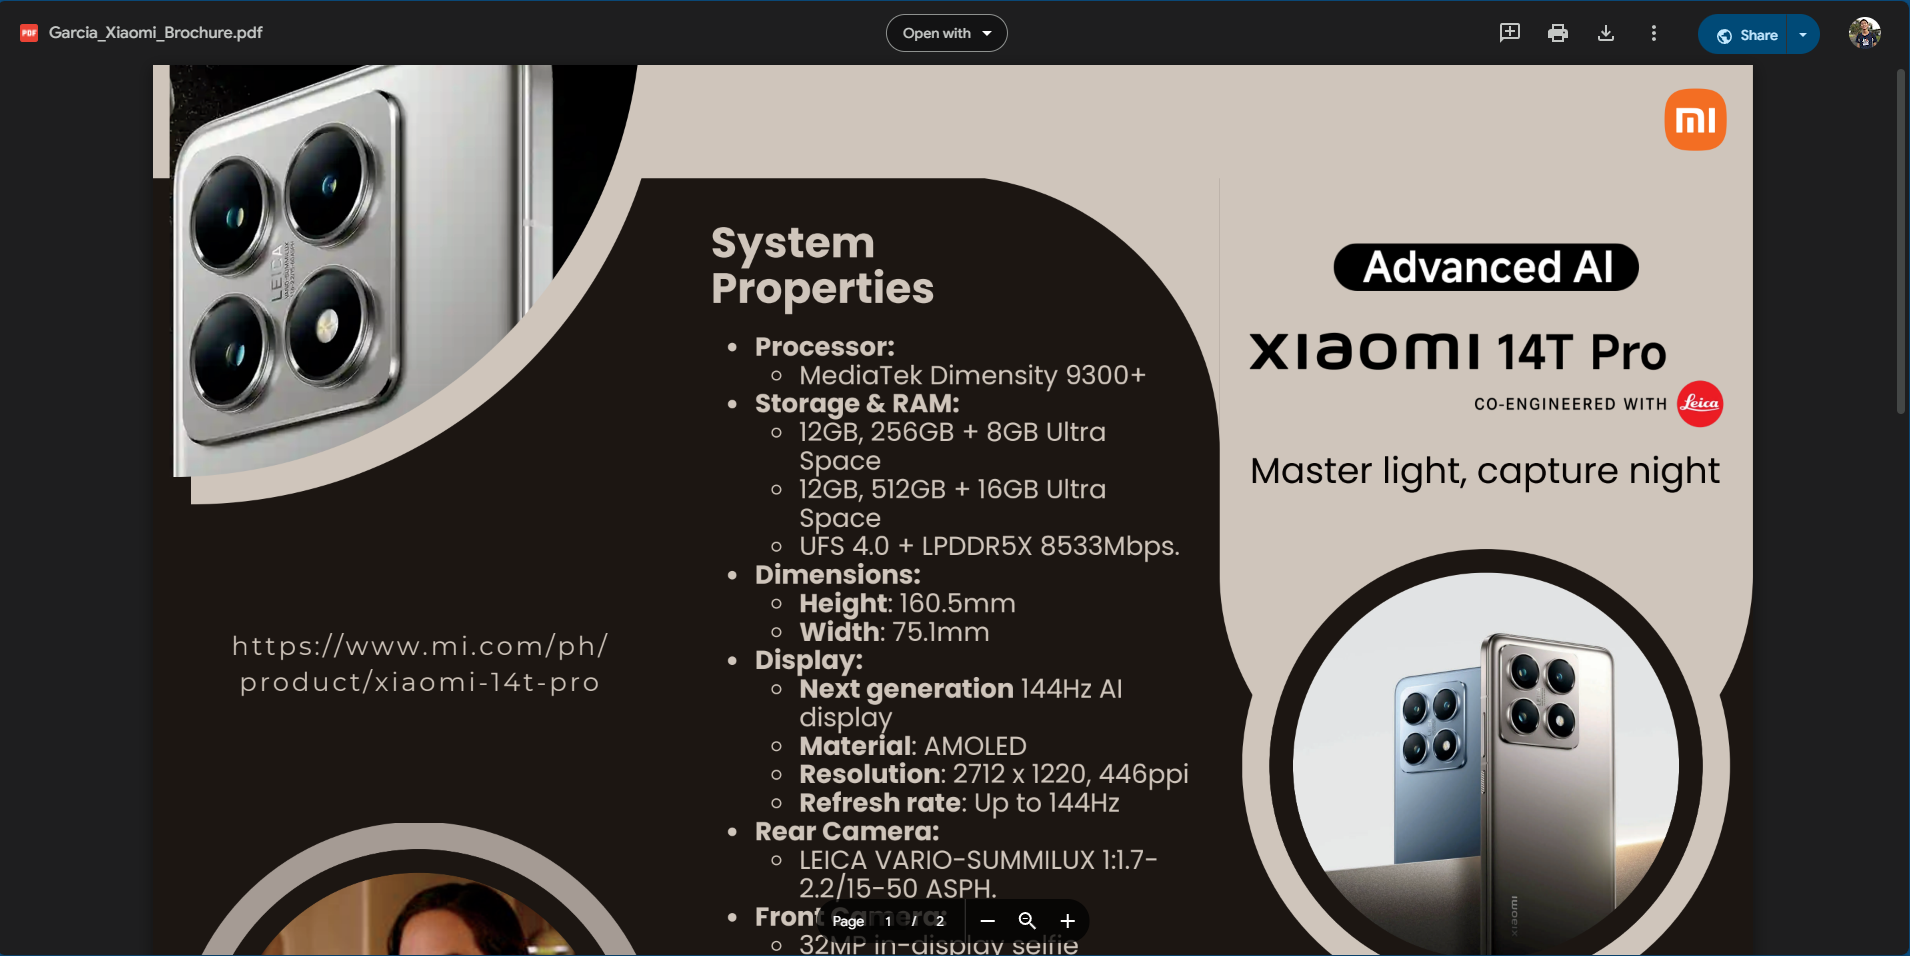 PDF
Garcia_Xiaomi_Brochure.pdf
Open with
Share
LEICA
System
Properties
• Processor:
○ MediaTek Dimensity 9300+
• Storage & RAM:
○ 12GB, 256GB + 8GB Ultra
Space
○ 12GB, 512GB + 16GB Ultra
Space
○ UFS 4.0 + LPDDR5X 8533Mbps.
• Dimensions:
○ Height: 160.5mm
○ Width: 75.1mm
• Display:
○ Next generation 144Hz AI
display
○ Material: AMOLED
○ Resolution: 2712 x 1220, 446ppi
○ Refresh rate: Up to 144Hz
• Rear Camera:
○ LEICA VARIO-SUMMILUX 1:1.7-
2.2/15-50 ASPH.
• Front Camera:
○ 32MP in-display selfie
https://www.mi.com/ph/
product/xiaomi-14t-pro
mi
Advanced AI
xiaomi 14T Pro
CO-ENGINEERED WITH Leica
Master light, capture night
xiaomi
Page 1 / 2